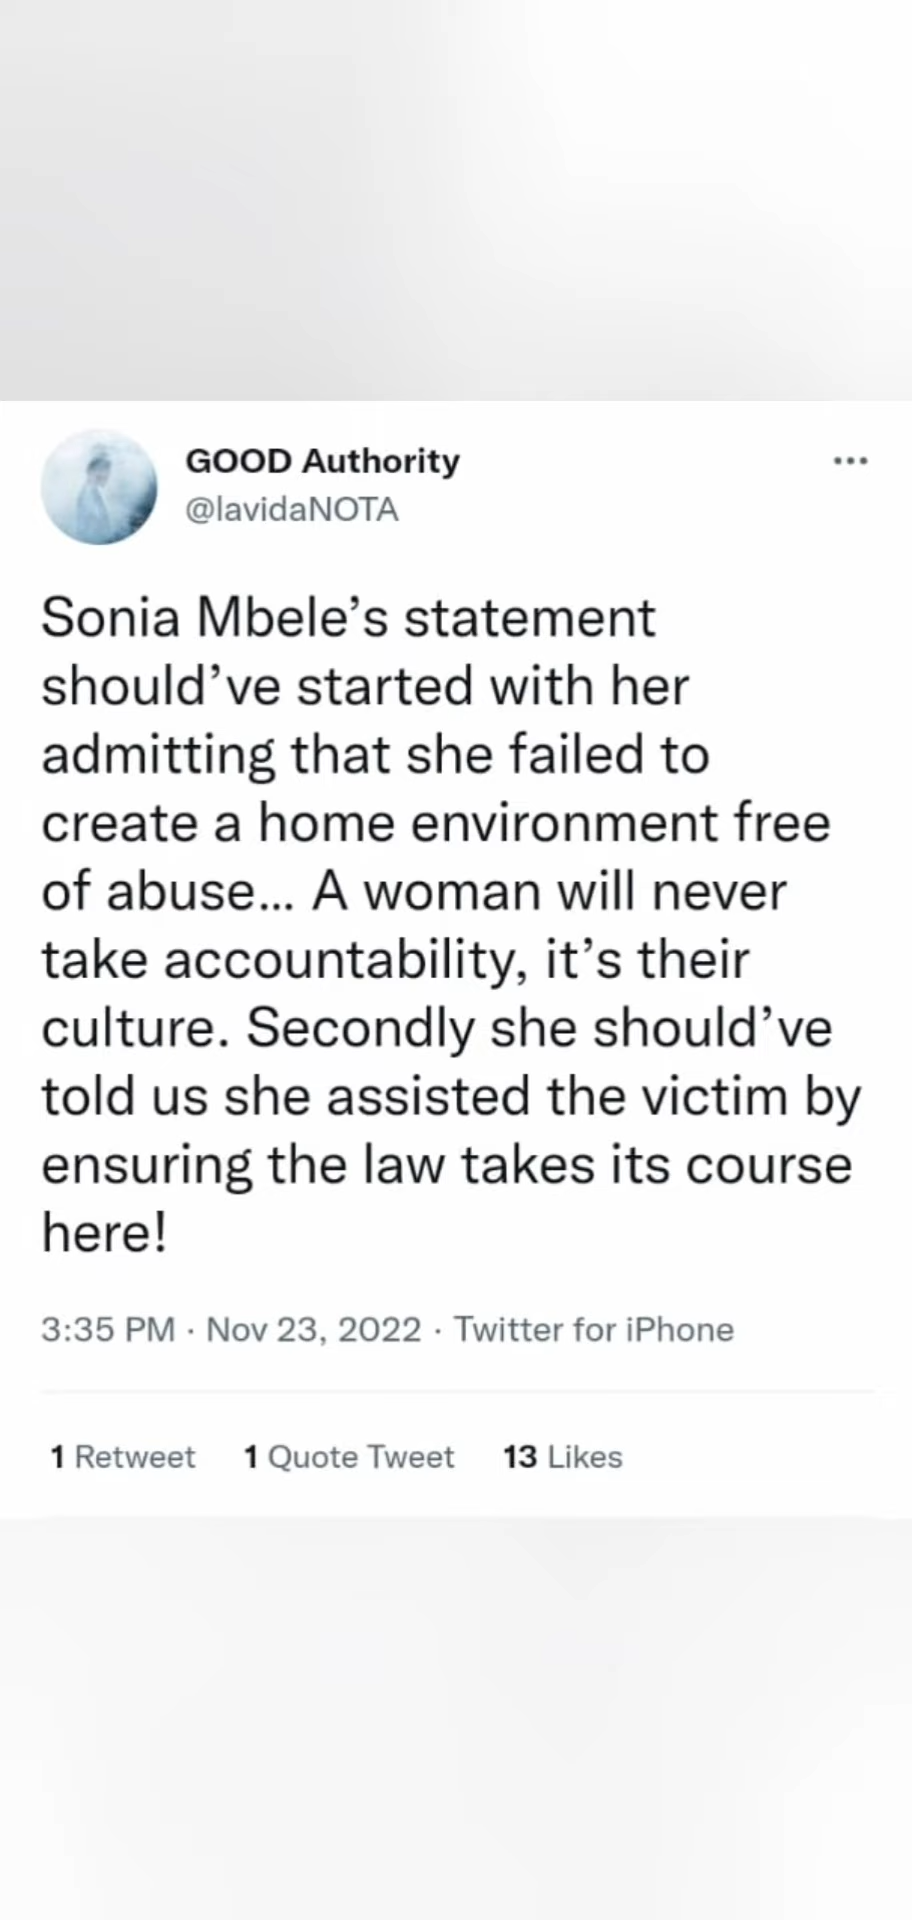 GOOD Authority
@lavidaNOTA
Sonia Mbele’s statement
should’ve started with her
admitting that she failed to
create a home environment free
of abuse... A woman will never
take accountability, it’s their
culture. Secondly she should’ve
told us she assisted the victim by
ensuring the law takes its course
here!
3:35 PM · Nov 23, 2022 · Twitter for iPhone
1 Retweet 1 Quote Tweet 13 Likes